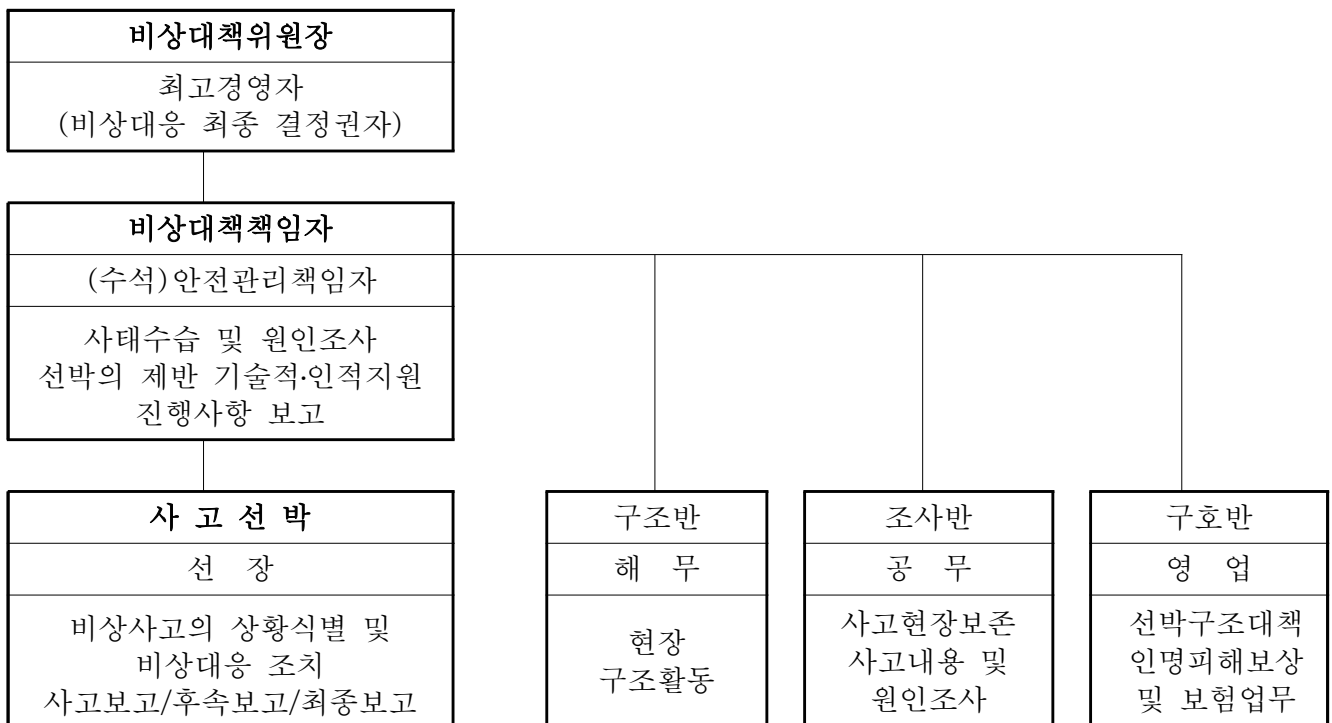 비상대책위원장
최고경영자
(비상대응 최종 결정권자)
비상대책책임자
(수석)안전관리책임자
사태수습 및 원인조사
선박의 제반 기술적·인적지원
진행사항 보고
사 고 선 박
선 장
비상사고의 상황식별 및
비상대응 조치
사고보고/후속보고/최종보고
구조반
해 무
현장
구조활동
조사반
공 무
사고현장보존
사고내용 및
원인조사
구호반
영 업
선박구조대책
인명피해보상
및 보험업무